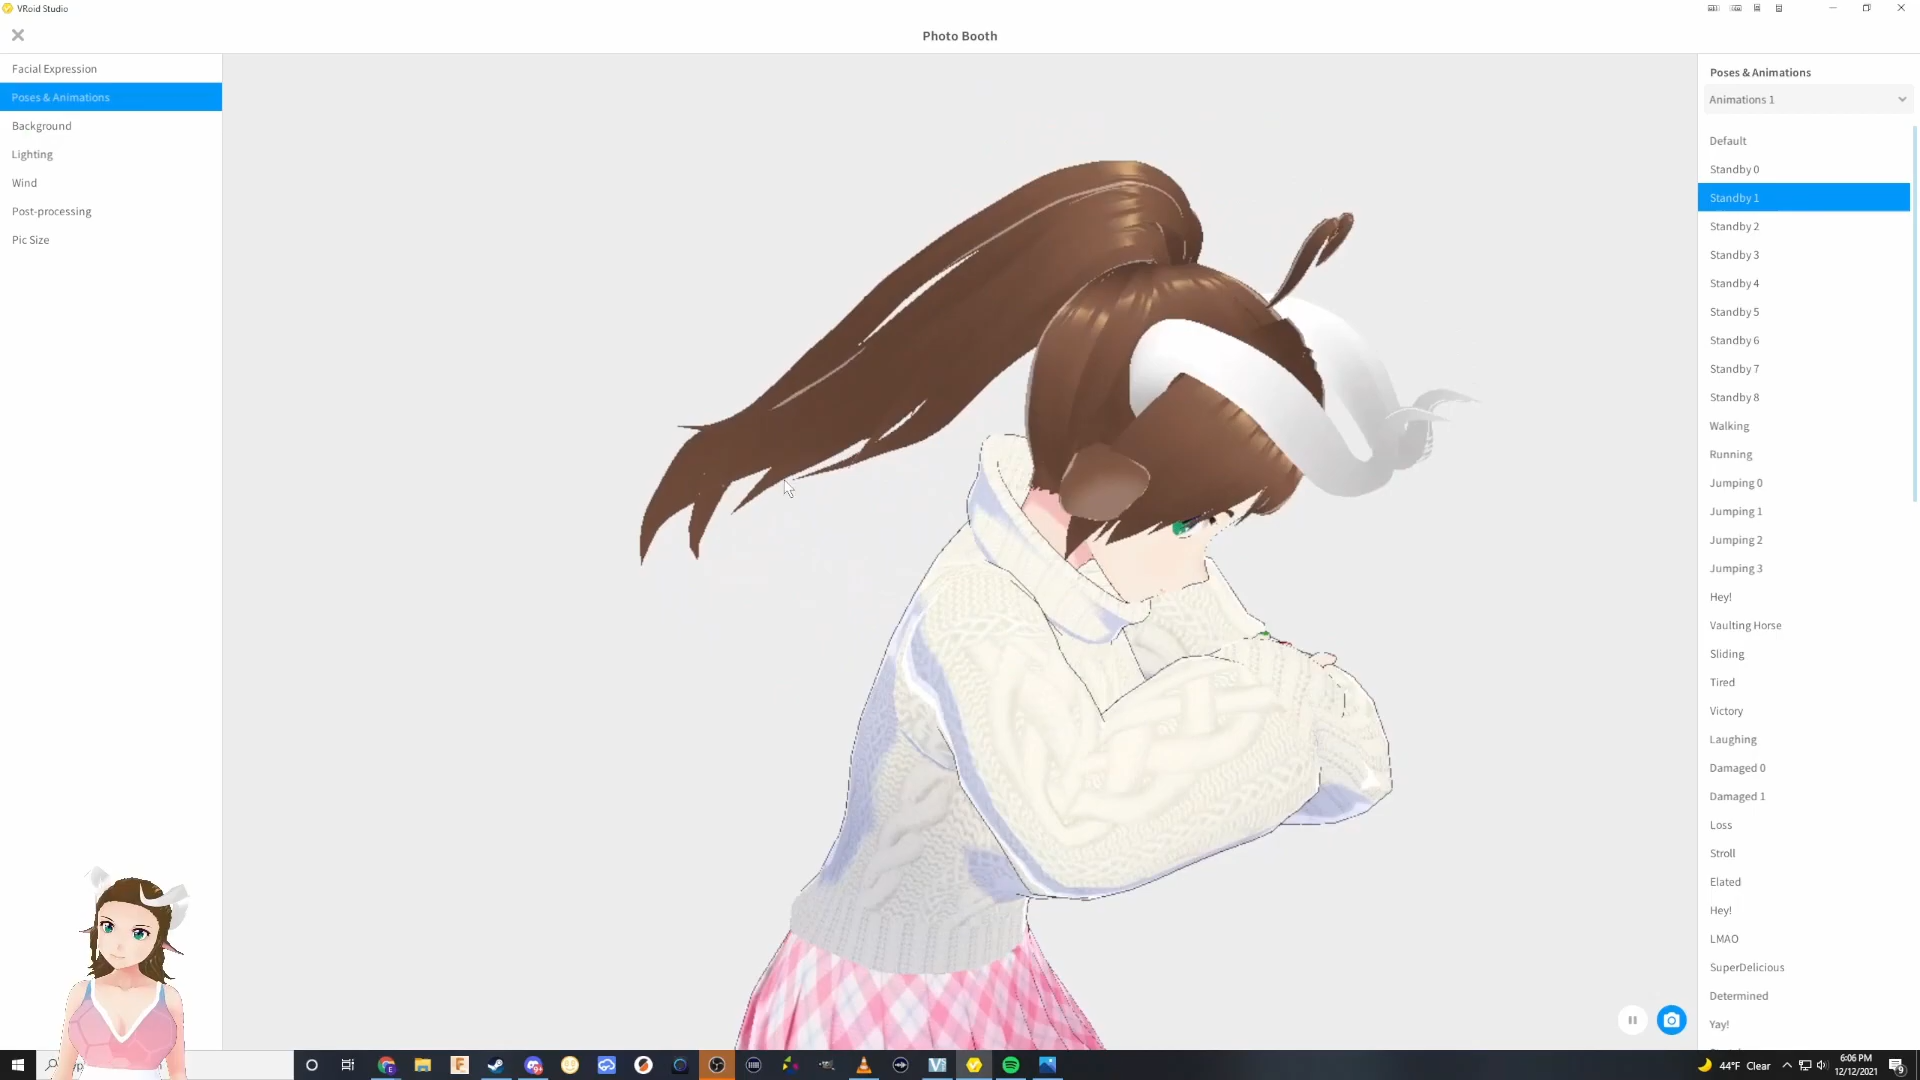 VRoid Studio
Photo Booth
Facial Expression
Poses & Animations
Background
Lighting
Wind
Post-processing
Pic Size
Poses & Animations
Animations 1
Default
Standby 0
Standby 1
Standby 2
Standby 3
Standby 4
Standby 5
Standby 6
Standby 7
Standby 8
Walking
Running
Jumping 0
Jumping 1
Jumping 2
Jumping 3
Hey!
Vaulting Horse
Sliding
Tired
Victory
Laughing
Damaged 0
Damaged 1
Loss
Stroll
Elated
Hey!
LMAO
SuperDelicious
Determined
Yay!
44°F Clear
6:06 PM
12/12/2021